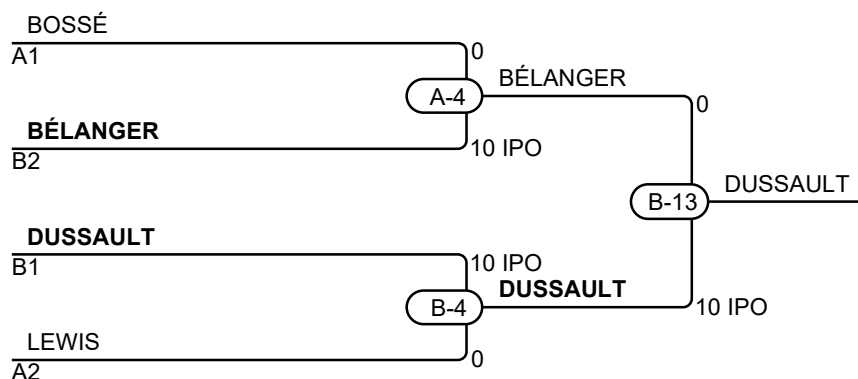 BOSSÉ
A1
0
A-4
BÉLANGER
0
BÉLANGER
B2
10 IPO
B-13
DUSSAULT
DUSSAULT
B1
10 IPO
B-4
DUSSAULT
10 IPO
LEWIS
A2
0